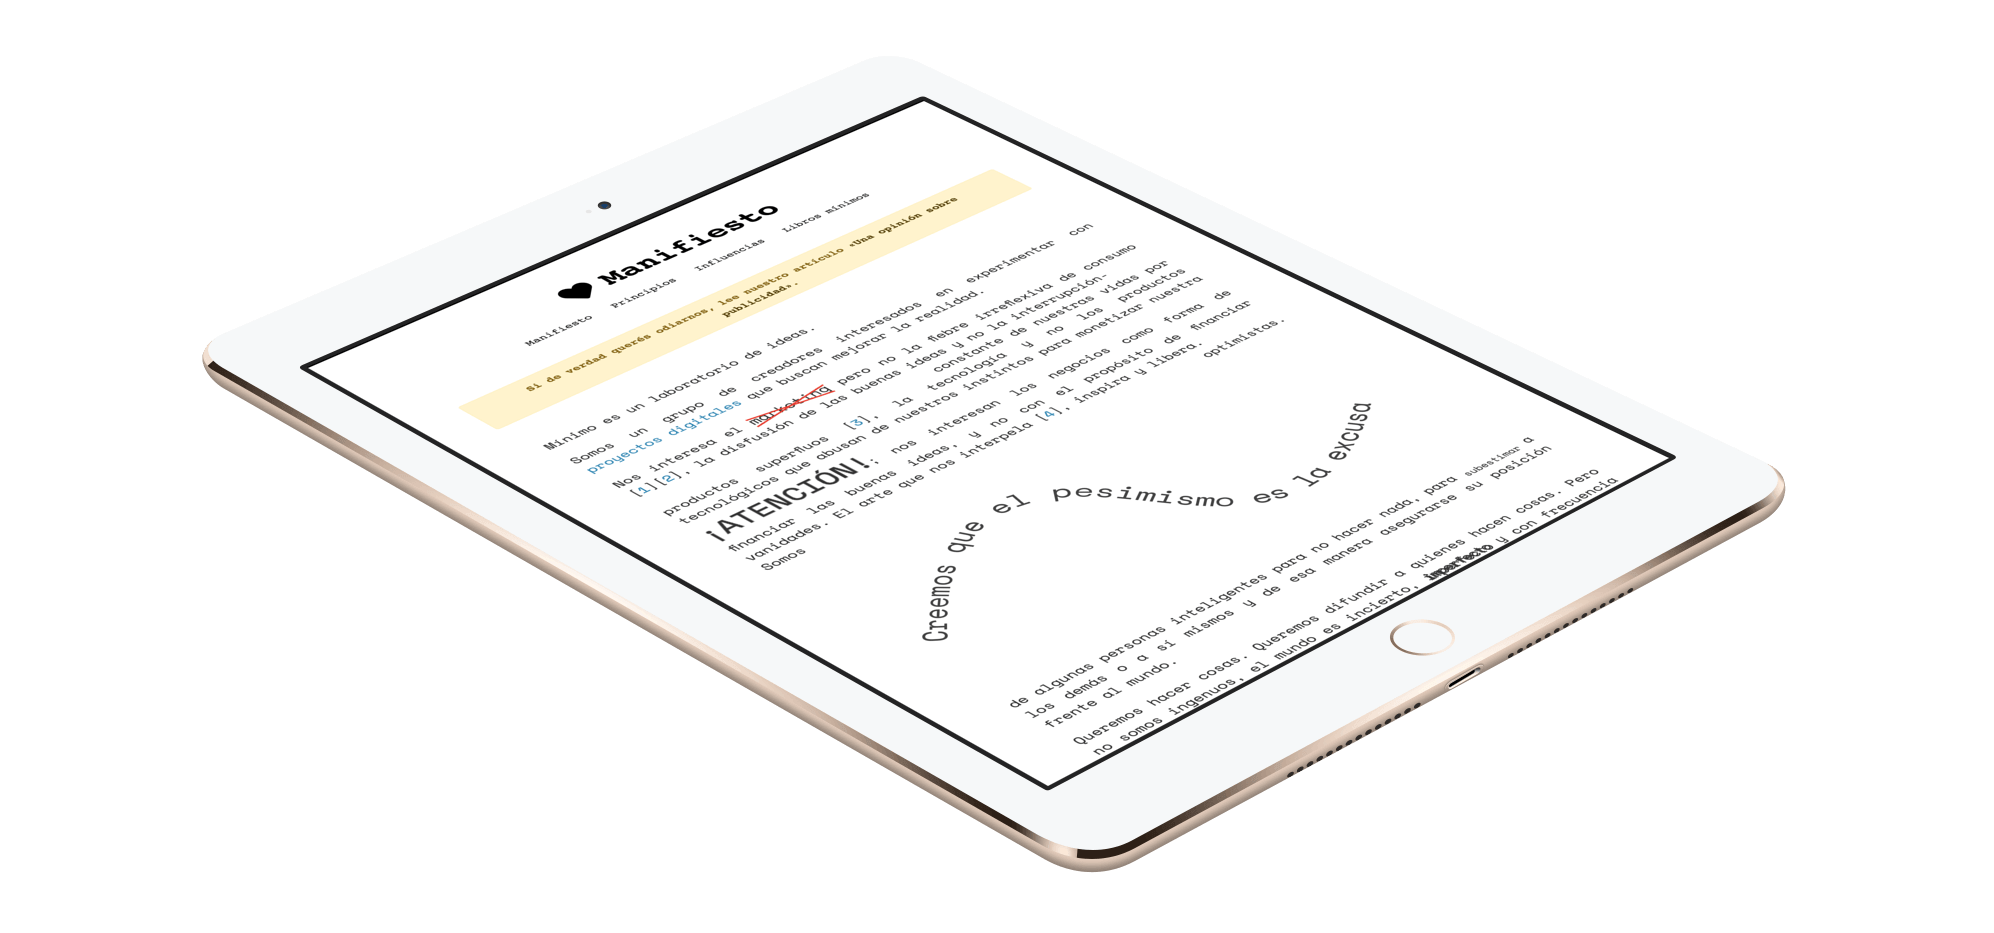 Manifiesto
Manifiesto Principios Influencias Libros mínimos
Si de verdad querés odiarnos, lee nuestro artículo «Una opinión sobre
publicidad».
Mínimo es un laboratorio de ideas.
Somos un grupo de creadores interesados en experimentar con
proyectos digitales que buscan mejorar la realidad.
Nos interesa el marketing pero no la fiebre irreflexiva de consumo
[1][2], la disfusión de las buenas ideas y no la interrupción-
constante de nuestras vidas por
productos superfluos [3], la tecnología y no los productos
tecnológicos que abusan de nuestros instintos para monetizar nuestra
¡ATENCIÓN!; nos interesan los negocios como forma de
financiar las buenas ideas, y no con el propósito de financiar
vanidades. El arte que nos interpela [4], inspira y libera.
Somos optimistas.
Creemos que el pesimismo es la excusa
de algunas personas inteligentes para no hacer nada, para subestimar a
los demás o a sí mismos y de esa manera asegurarse su posición
frente al mundo.
Queremos hacer cosas. Queremos difundir a quienes hacen cosas. Pero
no somos ingenuos, el mundo es incierto, imperfecto y con frecuencia